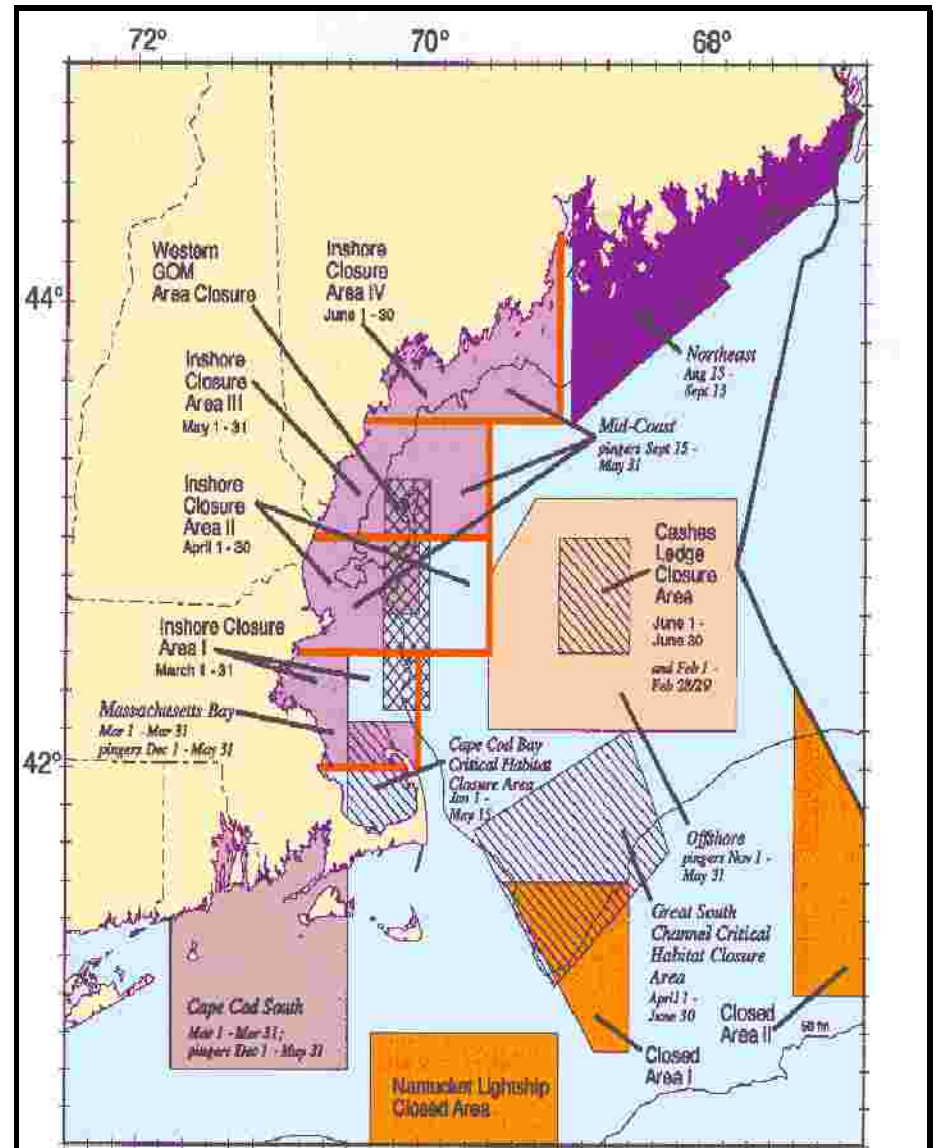 72° 70° 68°
44°
42°
Western
GOM
Area Closure
Inshore
Closure
Area IV
June 1 - 30
Inshore
Closure
Area III
May 1 - 31
Inshore
Closure
Area II
April 1 - 30
Inshore Closure
Area I
March 1 - 31
Massachusetts Bay
Mar 1 - Mar 31
pingers Dec 1 - May 31
Northeast
Aug 15 -
Sept 13
Mid-Coast
pingers Sept 15 -
May 31
Cashes
Ledge
Closure
Area
June 1 -
June 30
and Feb 1 -
Feb 28/29
Cape Cod Bay
Critical Habitat
Closure Area
Jan 1 -
May 15
Offshore
pingers Nov 1 -
May 31
Great South
Channel Critical
Habitat Closure
Area
April 1 -
June 30
Closed
Area II
50 fm
Closed
Area I
Cape Cod South
Mar 1 - Mar 31;
pingers Dec 1 - May 31
Nantucket Lightship
Closed Area